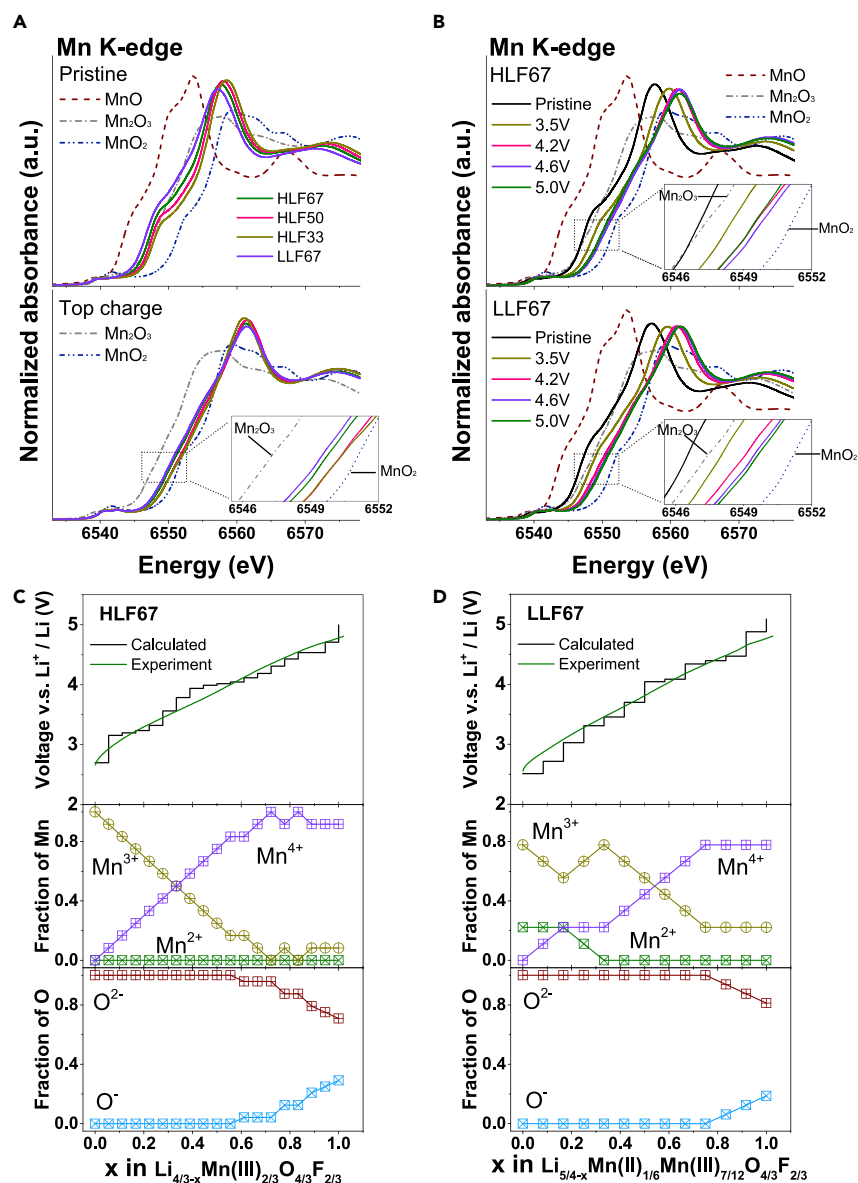 A
Mn K-edge
Pristine
MnO
Mn₂O₃
MnO₂
HLF67
HLF50
HLF33
LLF67
Top charge
Mn₂O₃
MnO₂
Mn₂O₃
MnO₂
6546 6549 6552
6540 6550 6560 6570
Normalized absorbance (a.u.)
Energy (eV)
B
Mn K-edge
HLF67
Pristine
3.5V
4.2V
4.6V
5.0V
MnO
Mn₂O₃
MnO₂
Mn₂O₃
MnO₂
6546 6549 6552
LLF67
Pristine
3.5V
4.2V
4.6V
5.0V
Mn₂O₃
MnO₂
6546 6549 6552
6540 6550 6560 6570
Normalized absorbance (a.u.)
Normalized absorbance (a.u.)
Energy (eV)
C
HLF67
Calculated
Experiment
Voltage v.s. Li⁺ / Li (V)
5
4
3
2
Mn³⁺
Mn⁴⁺
Mn²⁺
Fraction of Mn
0.8
0.4
0.0
O²⁻
O⁻
Fraction of O
0.8
0.4
0.0
0.0 0.2 0.4 0.6 0.8 1.0
x in Li₄/₃₋ₓMn(III)₂/₃O₄/₃F₂/₃
D
LLF67
Calculated
Experiment
Voltage v.s. Li⁺ / Li (V)
5
4
3
2
Mn³⁺
Mn⁴⁺
Mn²⁺
Fraction of Mn
0.8
0.4
0.0
O²⁻
O⁻
Fraction of O
0.8
0.4
0.0
0.0 0.2 0.4 0.6 0.8 1.0
x in Li₅/₄₋ₓMn(II)₁/₆Mn(III)₇/₁₂O₄/₃F₂/₃